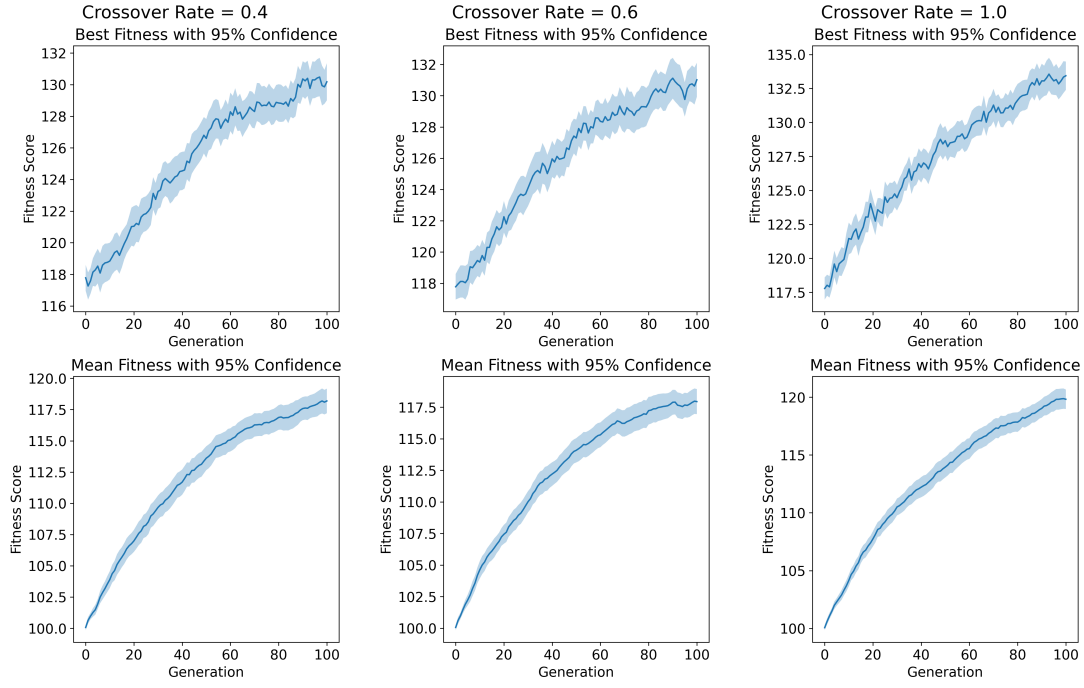 Crossover Rate = 0.4
Best Fitness with 95% Confidence
Fitness Score
132
130
128
126
124
122
120
118
116
0 20 40 60 80 100
Generation
Mean Fitness with 95% Confidence
Fitness Score
120.0
117.5
115.0
112.5
110.0
107.5
105.0
102.5
100.0
0 20 40 60 80 100
Generation
Crossover Rate = 0.6
Best Fitness with 95% Confidence
Fitness Score
132
130
128
126
124
122
120
118
0 20 40 60 80 100
Generation
Mean Fitness with 95% Confidence
Fitness Score
117.5
115.0
112.5
110.0
107.5
105.0
102.5
100.0
0 20 40 60 80 100
Generation
Crossover Rate = 1.0
Best Fitness with 95% Confidence
Fitness Score
135.0
132.5
130.0
127.5
125.0
122.5
120.0
117.5
0 20 40 60 80 100
Generation
Mean Fitness with 95% Confidence
Fitness Score
120
115
110
105
100
0 20 40 60 80 100
Generation